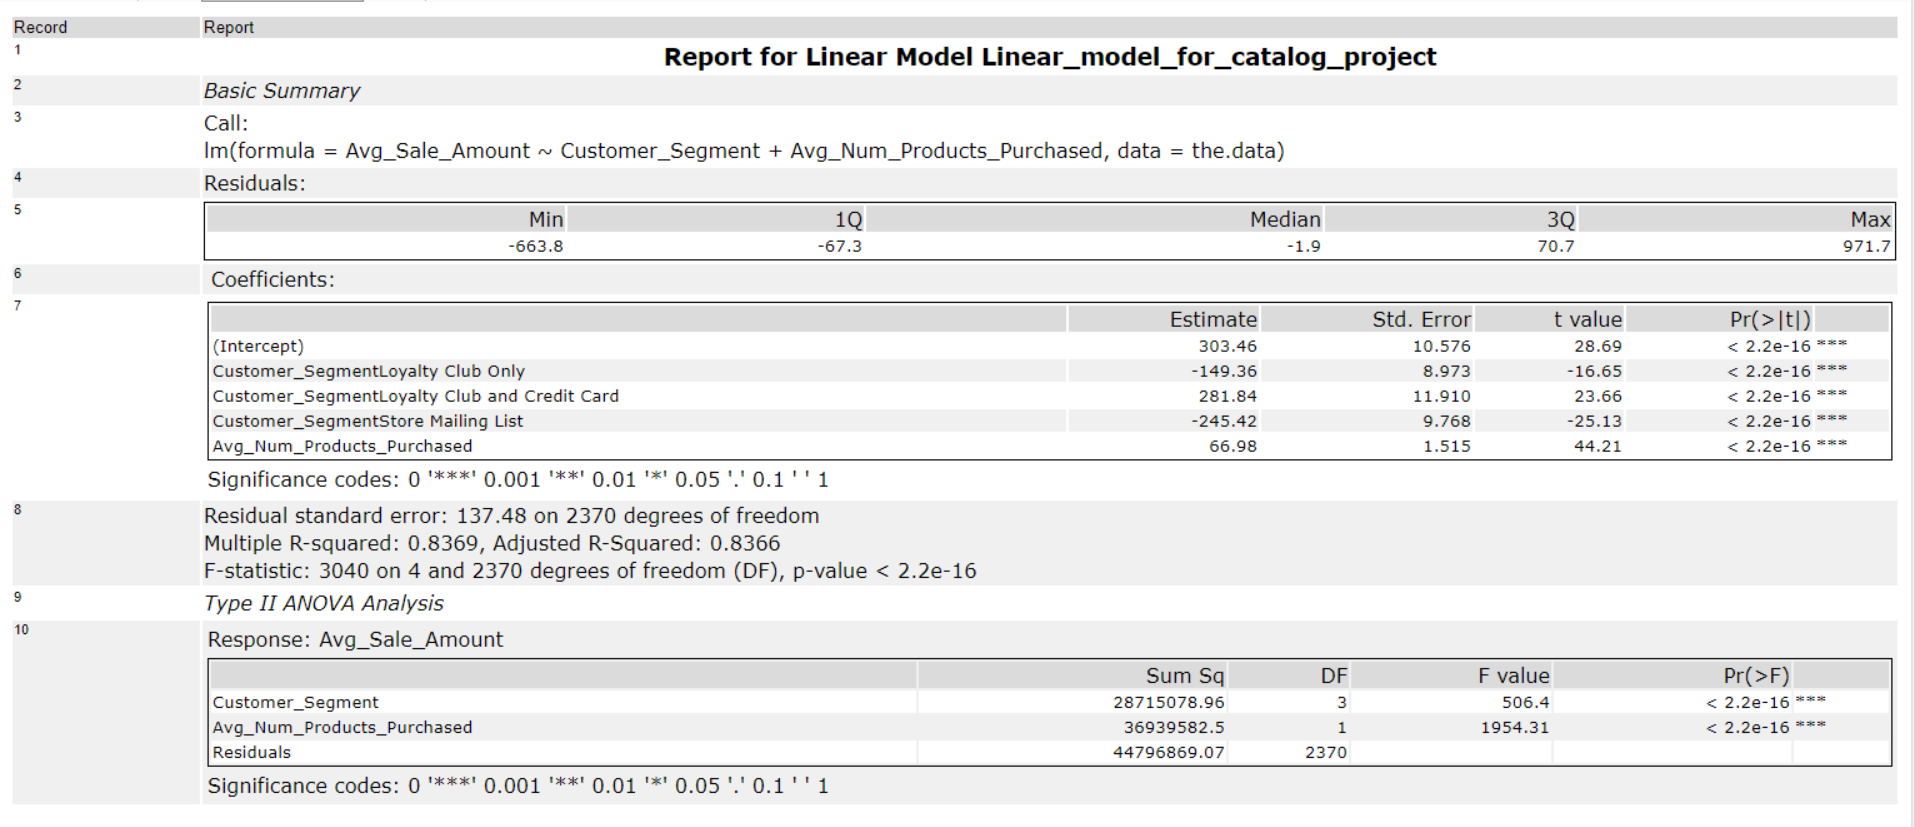 Record Report
1 Report for Linear Model Linear_model_for_catalog_project
2 Basic Summary
3 Call:
lm(formula = Avg_Sale_Amount ~ Customer_Segment + Avg_Num_Products_Purchased, data = the.data)
4 Residuals:
5 Min 1Q Median 3Q Max
-663.8 -67.3 -1.9 70.7 971.7
6 Coefficients:
7 Estimate Std. Error t value Pr(>|t|)
(Intercept) 303.46 10.576 28.69 < 2.2e-16 ***
Customer_SegmentLoyalty Club Only -149.36 8.973 -16.65 < 2.2e-16 ***
Customer_SegmentLoyalty Club and Credit Card 281.84 11.910 23.66 < 2.2e-16 ***
Customer_SegmentStore Mailing List -245.42 9.768 -25.13 < 2.2e-16 ***
Avg_Num_Products_Purchased 66.98 1.515 44.21 < 2.2e-16 ***
Significance codes: 0 '***' 0.001 '**' 0.01 '*' 0.05 '.' 0.1 ' ' 1
8 Residual standard error: 137.48 on 2370 degrees of freedom
Multiple R-squared: 0.8369, Adjusted R-Squared: 0.8366
F-statistic: 3040 on 4 and 2370 degrees of freedom (DF), p-value < 2.2e-16
9 Type II ANOVA Analysis
10 Response: Avg_Sale_Amount
Sum Sq DF F value Pr(>F)
Customer_Segment 28715078.96 3 506.4 < 2.2e-16 ***
Avg_Num_Products_Purchased 36939582.5 1 1954.31 < 2.2e-16 ***
Residuals 44796869.07 2370
Significance codes: 0 '***' 0.001 '**' 0.01 '*' 0.05 '.' 0.1 ' ' 1